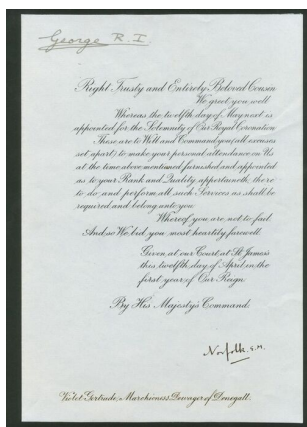 George R.I.
Right Trusty and Entirely Beloved Cousin
We greet you well
Whereas the twelfth day of May next is
appointed for the Solemnity of Our Royal Coronation
These are to Will and Command you (all excuses
set apart) to make your personal attendance on Us
at the time above mentioned furnished and appointed
as to your Rank and Quality appertaineth there
to do and perform all such Services as shall be
required and belong unto you
Whereof you are not to fail
And so We bid you most heartily farewell
Given at our Court at St James's
this twelfth day of April in the
first year of Our Reign
By His Majesty's Command.
Norfolk. E.M.
Violet Gertrude, Marchioness Dowager of Donegall.